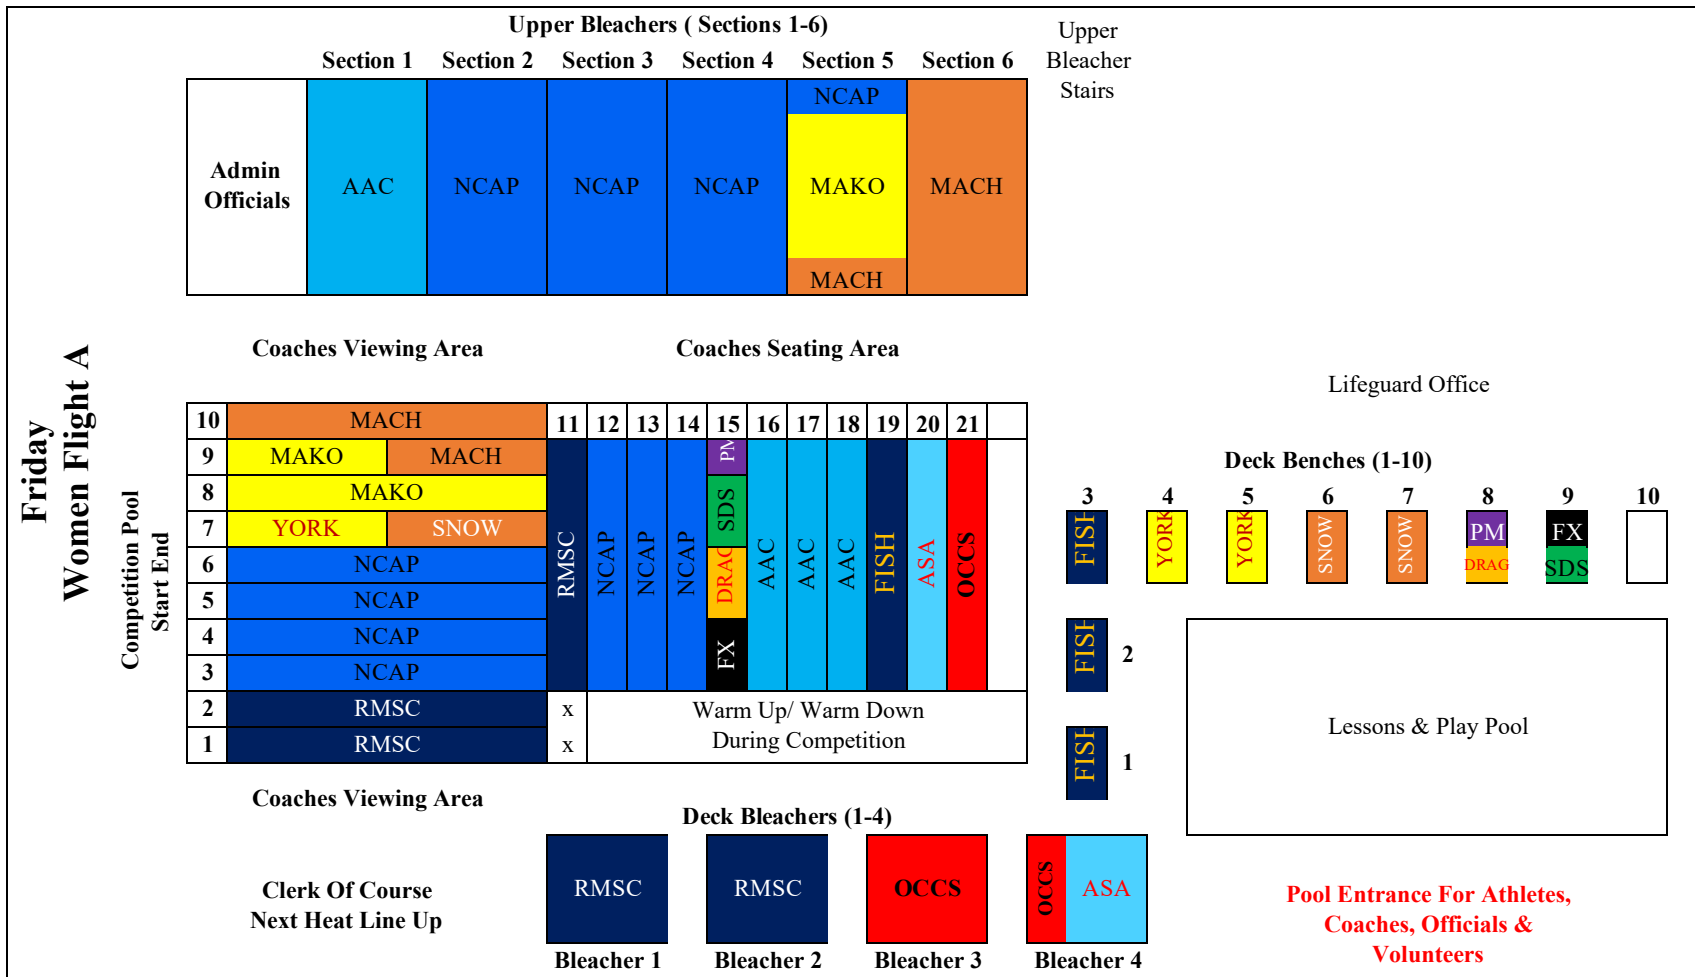 Upper Bleachers ( Sections 1-6)
Upper
Bleacher
Stairs
Section 1 Section 2 Section 3 Section 4 Section 5 Section 6
Admin
Officials
AAC
NCAP
NCAP
NCAP
NCAP
MAKO
MACH
MACH
Friday
Women Flight A
Coaches Viewing Area
Coaches Seating Area
Lifeguard Office
Competition Pool
Start End
10 MACH
9 MAKO MACH
8 MAKO
7 YORK SNOW
6 NCAP
5 NCAP
4 NCAP
3 NCAP
2 RMSC x
1 RMSC x
11 12 13 14 15 16 17 18 19 20 21
RMSC
NCAP
NCAP
NCAP
PM
SDS
DRAG
FX
AAC
AAC
AAC
FISH
ASA
OCCS
Warm Up/ Warm Down
During Competition
Deck Benches (1-10)
3 4 5 6 7 8 9 10
FISH
YORK
YORK
SNOW
SNOW
PM
DRAG
FX
SDS
FISH
2
FISH
1
Lessons & Play Pool
Coaches Viewing Area
Deck Bleachers (1-4)
Clerk Of Course
Next Heat Line Up
RMSC
RMSC
OCCS
OCCS
ASA
Bleacher 1 Bleacher 2 Bleacher 3 Bleacher 4
Pool Entrance For Athletes,
Coaches, Officials &
Volunteers